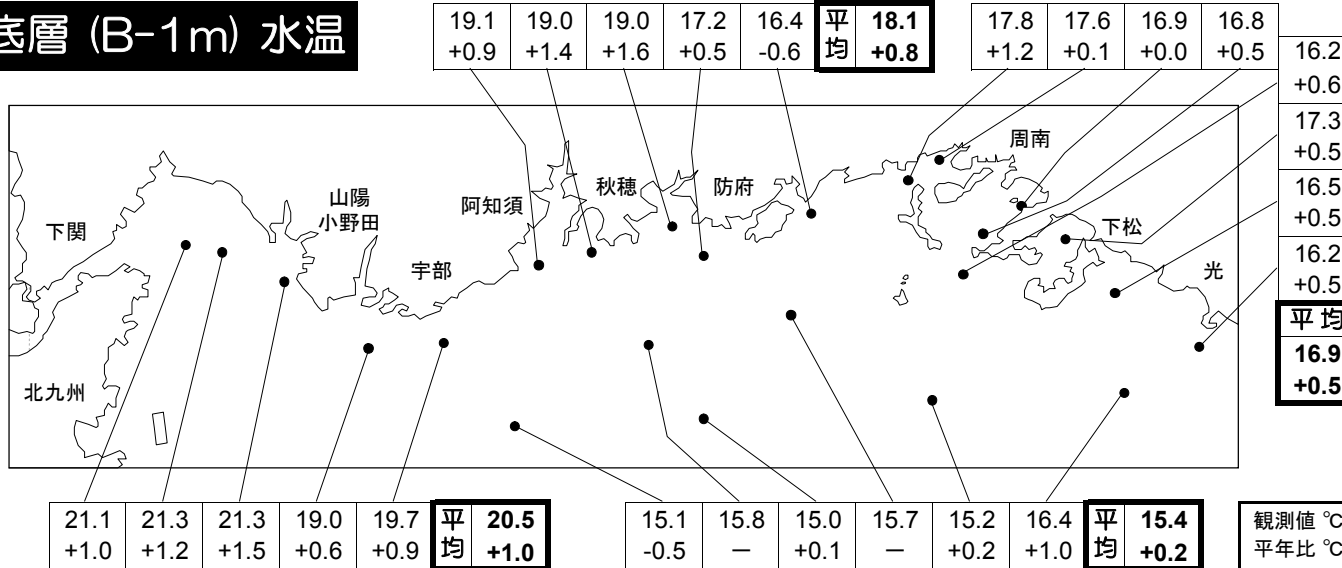 底層 (B-1m) 水温
19.1 19.0 19.0 17.2 16.4 平均 18.1
+0.9 +1.4 +1.6 +0.5 -0.6 +0.8
17.8 17.6 16.9 16.8
+1.2 +0.1 +0.0 +0.5
16.2
+0.6
17.3
+0.5
16.5
+0.5
16.2
+0.5
平均
16.9
+0.5
周南
山陽
小野田
阿知須
秋穂
防府
下関
下松
宇部
光
北九州
21.1 21.3 21.3 19.0 19.7 平均 20.5
+1.0 +1.2 +1.5 +0.6 +0.9 +1.0
15.1 15.8 15.0 15.7 15.2 16.4 平均 15.4
-0.5 － +0.1 － +0.2 +1.0 +0.2
観測値 ℃
平年比 ℃